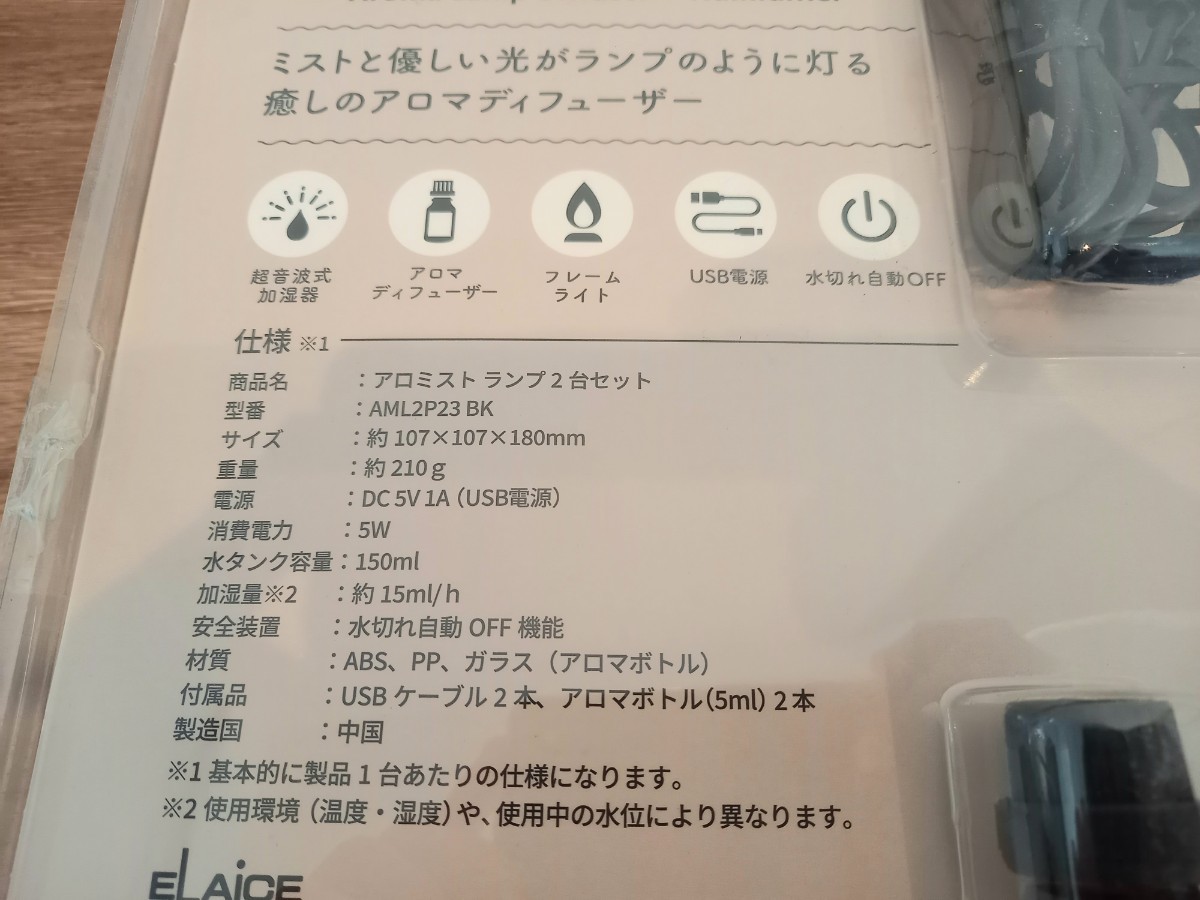 ミストと優しい光がランプのように灯る
癒しのアロマディフューザー
超音波式
加湿器
アロマ
ディフューザー
フレーム
ライト
USB電源
水切れ自動OFF
仕様 ※1
商品名 : アロミスト ランプ 2 台セット
型番 : AML2P23 BK
サイズ : 約 107×107×180mm
重量 : 約 210g
電源 : DC 5V 1A (USB電源)
消費電力 : 5W
水タンク容量 : 150ml
加湿量※2 : 約 15ml/h
安全装置 : 水切れ自動 OFF 機能
材質 : ABS、PP、ガラス (アロマボトル)
付属品 : USB ケーブル 2 本、アロマボトル(5ml) 2 本
製造国 : 中国
※1 基本的に製品 1 台あたりの仕様になります。
※2 使用環境 (温度・湿度) や、使用中の水位により異なります。
ELAiCE